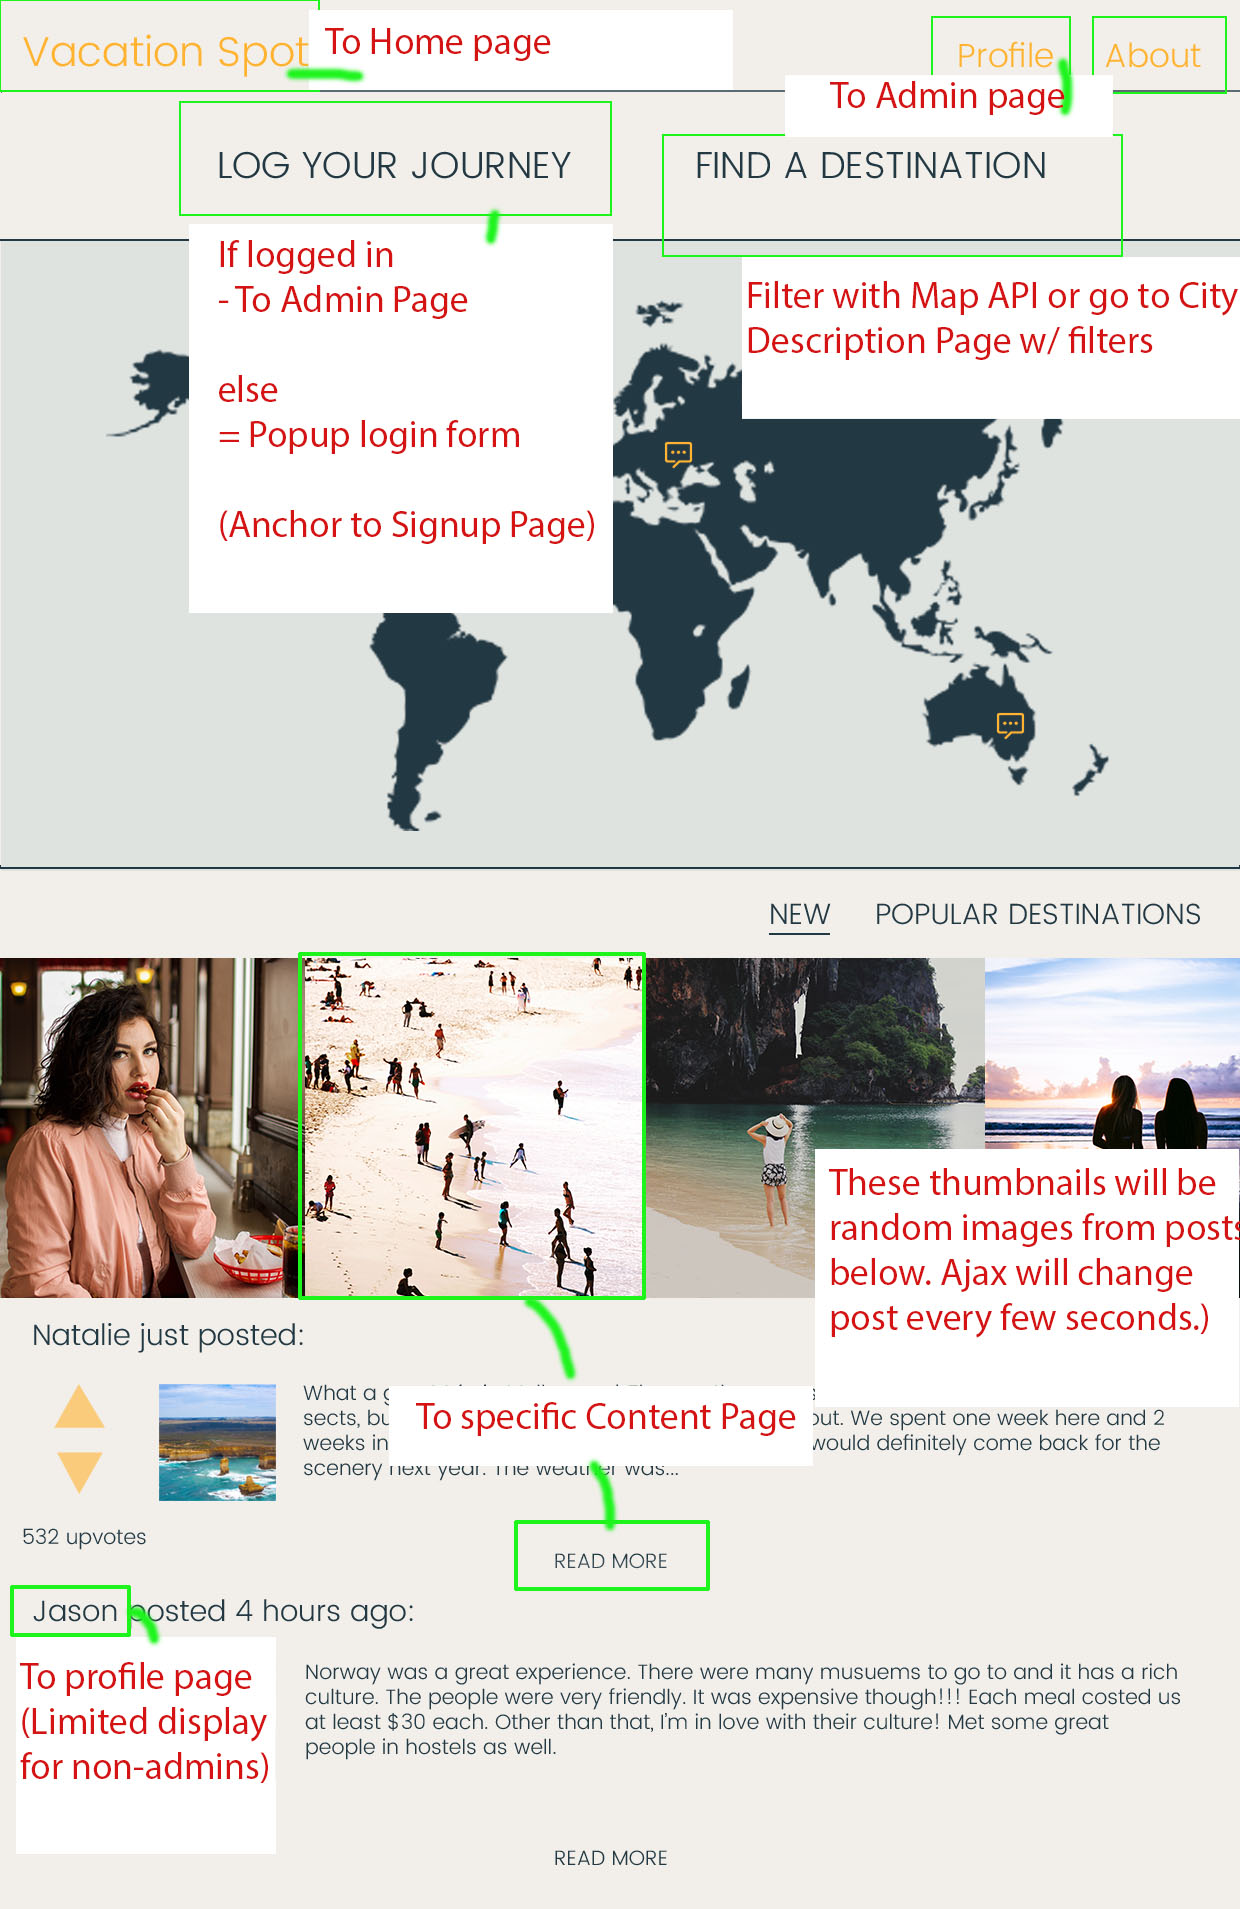 Vacation Spot
To Home page
Profile
About
To Admin page
LOG YOUR JOURNEY
FIND A DESTINATION
If logged in
- To Admin Page
else
= Popup login form
(Anchor to Signup Page)
Filter with Map API or go to City
Description Page w/ filters
NEW
POPULAR DESTINATIONS
These thumbnails will be
random images from posts
below. Ajax will change
post every few seconds.)
Natalie just posted:
What a
sects, out. We spent one week here and 2
weeks in would definitely come back for the
scenery next year. The weather was...
To specific Content Page
532 upvotes
READ MORE
Jason posted 4 hours ago:
To profile page
(Limited display
for non-admins)
Norway was a great experience. There were many musuems to go to and it has a rich
culture. The people were very friendly. It was expensive though!!! Each meal costed us
at least $30 each. Other than that, I'm in love with their culture! Met some great
people in hostels as well.
READ MORE